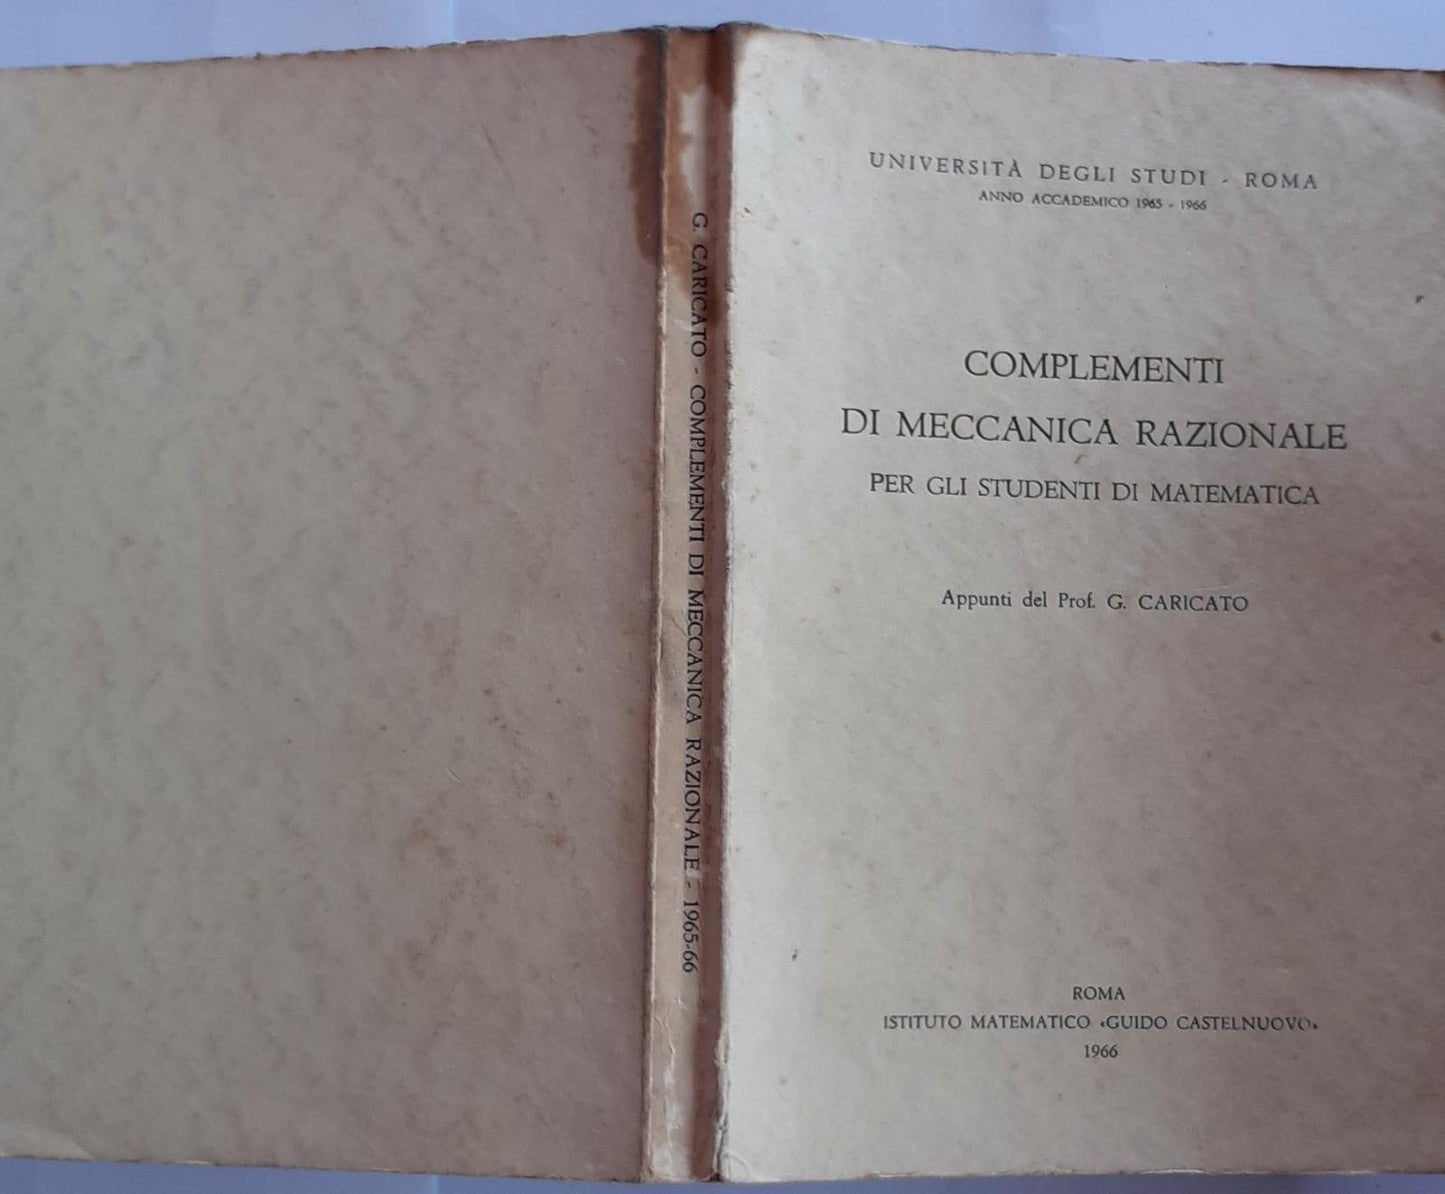 G. CARICATO - COMPLEMENTI DI MECCANICA RAZIONALE - 1965-66
UNIVERSITÀ DEGLI STUDI - ROMA
ANNO ACCADEMICO 1965 - 1966
COMPLEMENTI
DI MECCANICA RAZIONALE
PER GLI STUDENTI DI MATEMATICA
Appunti del Prof. G. CARICATO
ROMA
ISTITUTO MATEMATICO «GUIDO CASTELNUOVO»
1966